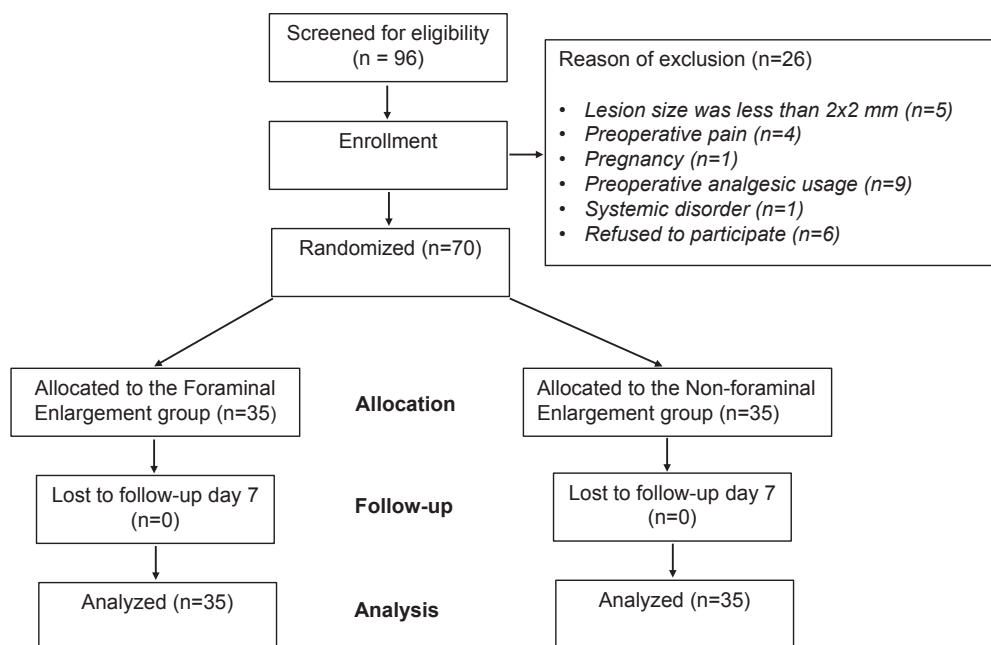 Screened for eligibility
(n = 96)
Reason of exclusion (n=26)
• Lesion size was less than 2x2 mm (n=5)
• Preoperative pain (n=4)
• Pregnancy (n=1)
• Preoperative analgesic usage (n=9)
• Systemic disorder (n=1)
• Refused to participate (n=6)
Enrollment
Randomized (n=70)
Allocated to the Foraminal
Enlargement group (n=35)
Allocation
Allocated to the Non-foraminal
Enlargement group (n=35)
Lost to follow-up day 7
(n=0)
Follow-up
Lost to follow-up day 7
(n=0)
Analyzed (n=35)
Analysis
Analyzed (n=35)